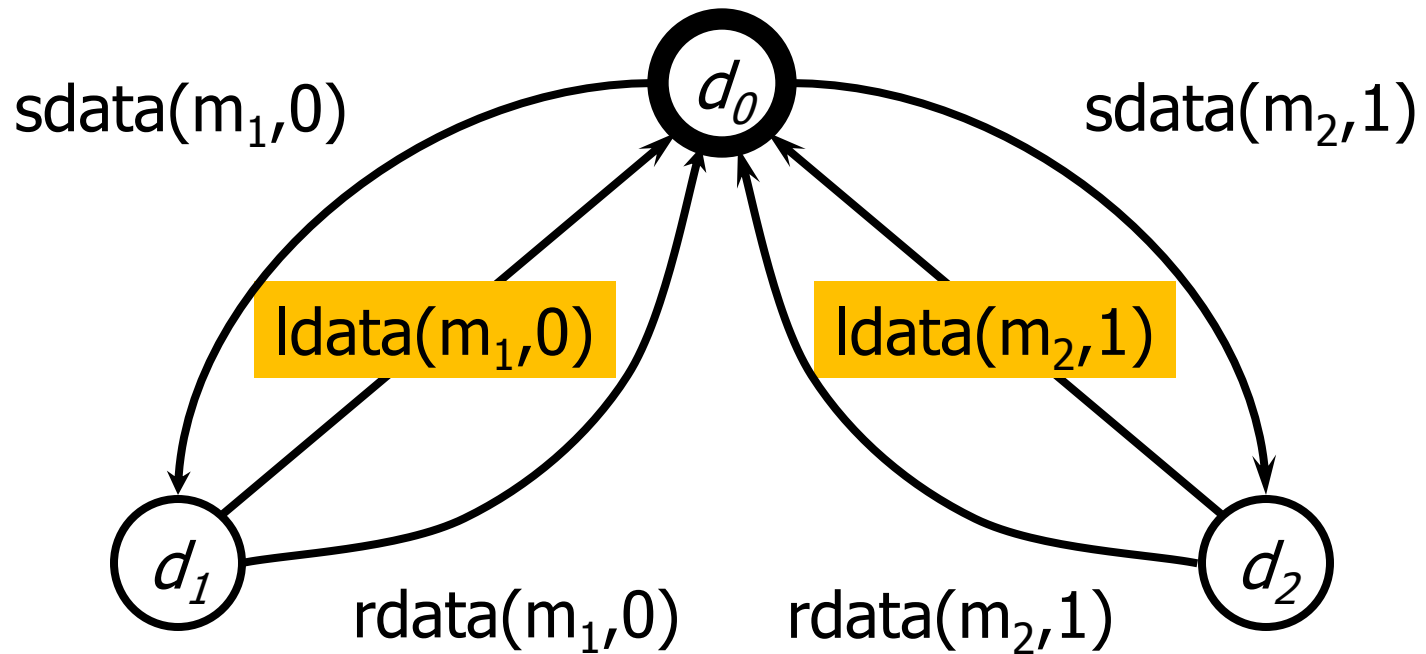 d₀
sdata(m₁,0)
sdata(m₂,1)
ldata(m₁,0)
ldata(m₂,1)
d₁
d₂
rdata(m₁,0)
rdata(m₂,1)